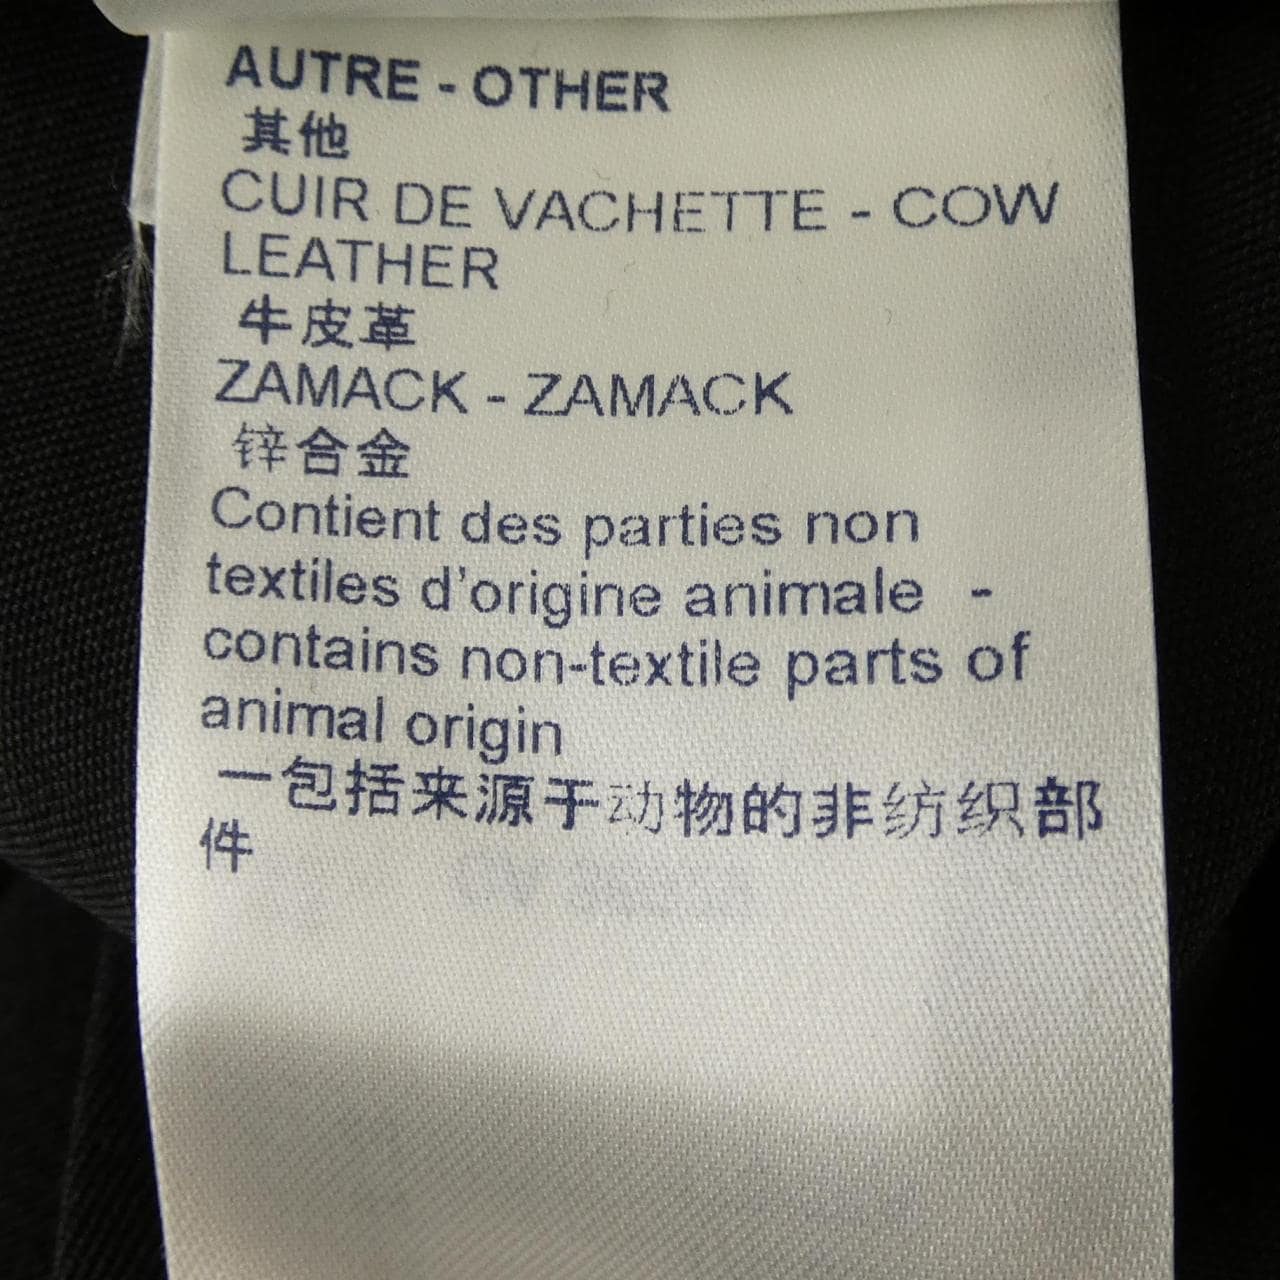 AUTRE - OTHER
其他
CUIR DE VACHETTE - COW
LEATHER
牛皮革
ZAMACK - ZAMACK
锌合金
Contient des parties non
textiles d'origine animale -
contains non-textile parts of
animal origin
一包括来源于动物的非纺织部
件